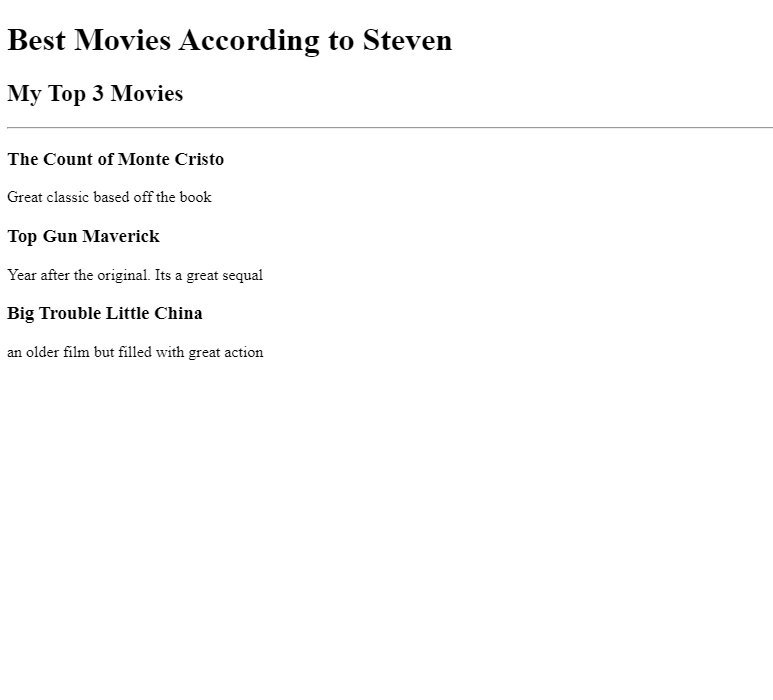 Best Movies According to Steven
My Top 3 Movies
The Count of Monte Cristo
Great classic based off the book
Top Gun Maverick
Year after the original. Its a great sequal
Big Trouble Little China
an older film but filled with great action